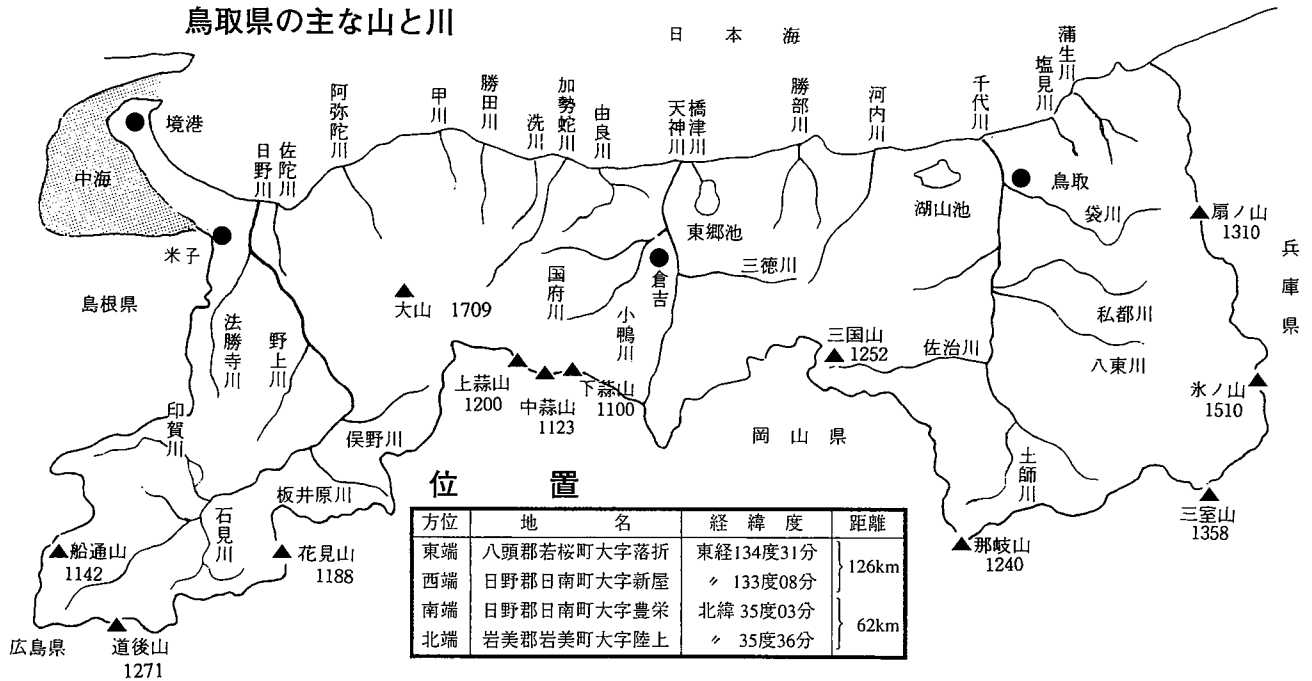 鳥取県の主な山と川
日本海
境港
中海
米子
島根県
日野川
佐陀川
阿弥陀川
甲川
勝田川
洗川
加勢蛇川
由良川
天神川
橋津川
勝部川
河内川
千代川
塩見川
蒲生川
東郷池
湖山池
鳥取
袋川
扇ノ山
1310
兵庫県
大山 1709
国府川
小鴨川
倉吉
三徳川
三国山
1252
佐治川
私都川
八東川
氷ノ山
1510
法勝寺川
野上川
上蒜山
1200
中蒜山
1123
下蒜山
1100
岡山県
印賀川
俣野川
板井原川
石見川
船通山
1142
花見山
1188
広島県
道後山
1271
土師川
那岐山
1240
三室山
1358
位置
方位 地名 経緯度 距離
東端 八頭郡若桜町大字落折 東経134度31分 126km
西端 日野郡日南町大字新屋 〃 133度08分
南端 日野郡日南町大字豊栄 北緯 35度03分 62km
北端 岩美郡岩美町大字陸上 〃 35度36分